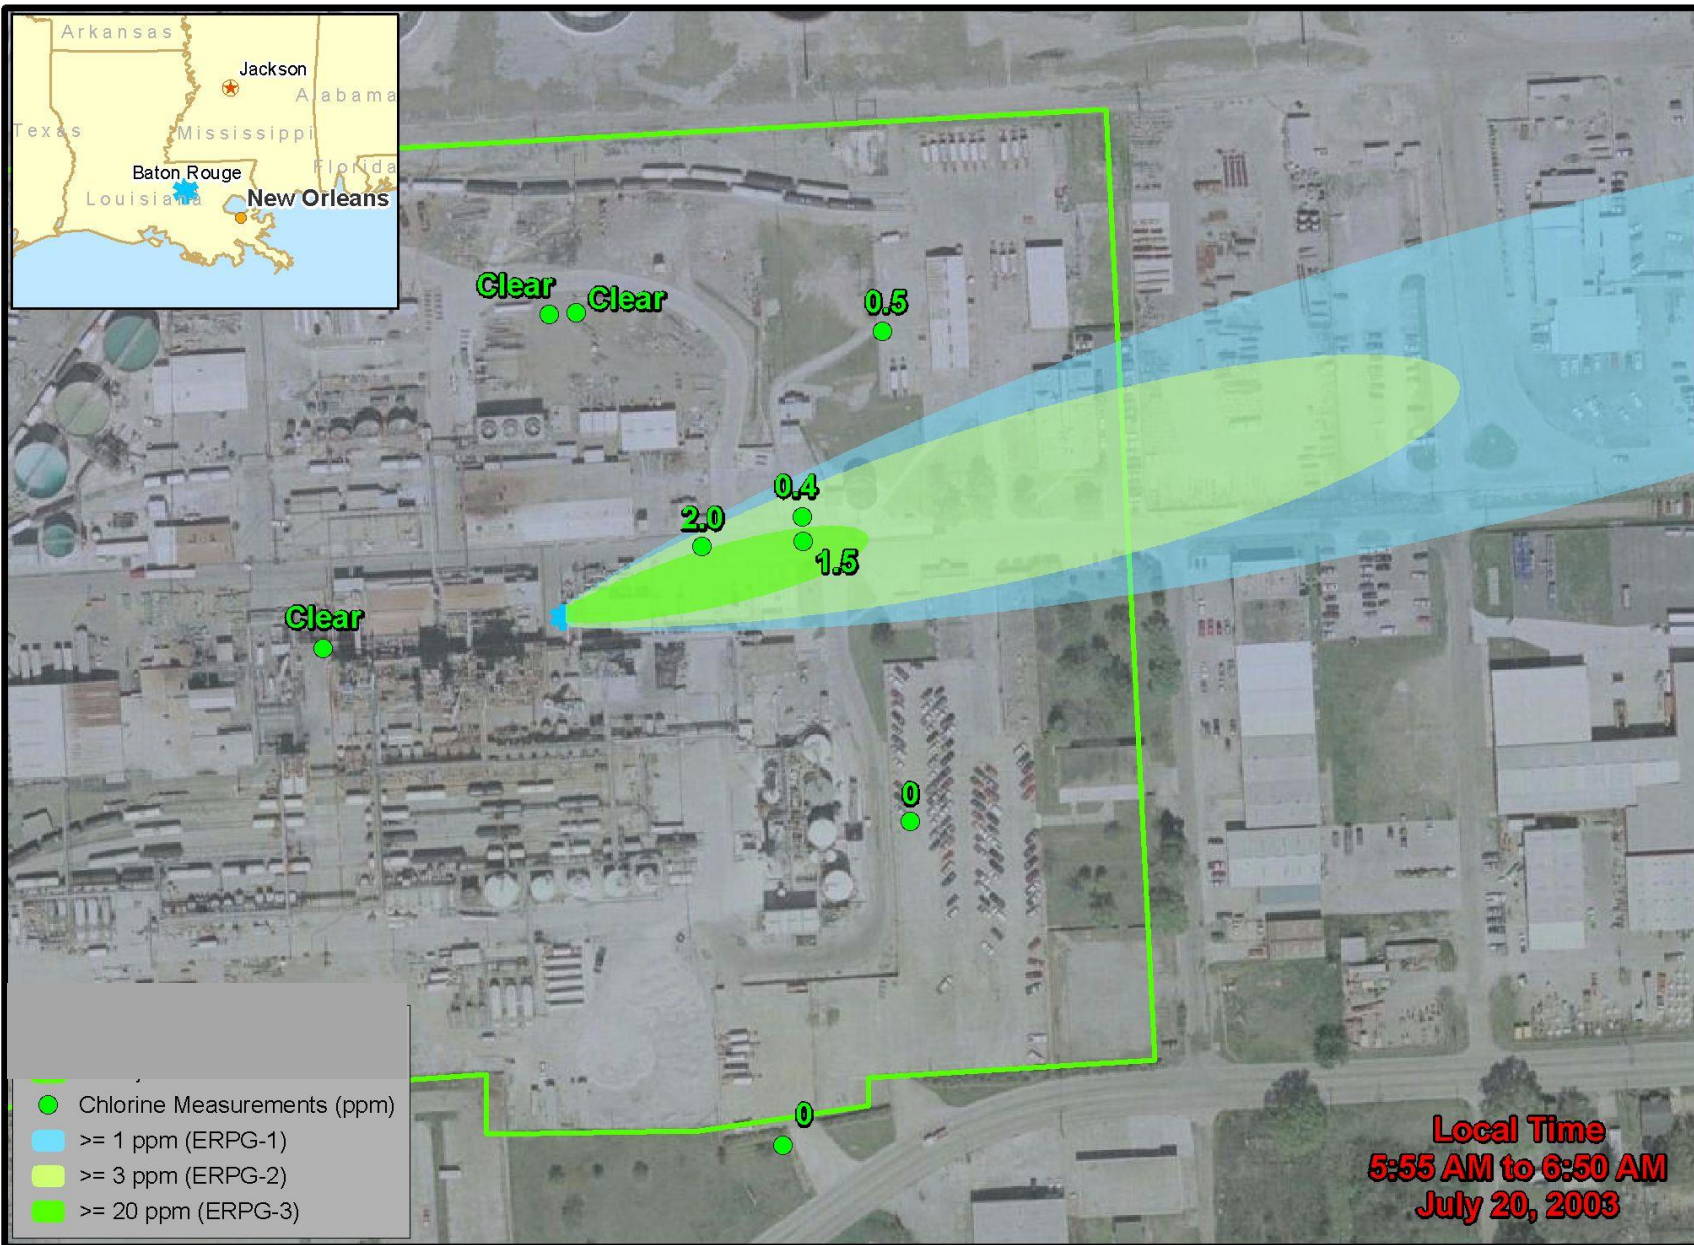 Arkansas
Jackson
Alabama
Texas
Mississippi
Florida
Baton Rouge
Louisiana
New Orleans
Clear
Clear
0.5
0.4
2.0
1.5
Clear
0
0
Chlorine Measurements (ppm)
>= 1 ppm (ERPG-1)
>= 3 ppm (ERPG-2)
>= 20 ppm (ERPG-3)
Local Time
5:55 AM to 6:50 AM
July 20, 2003